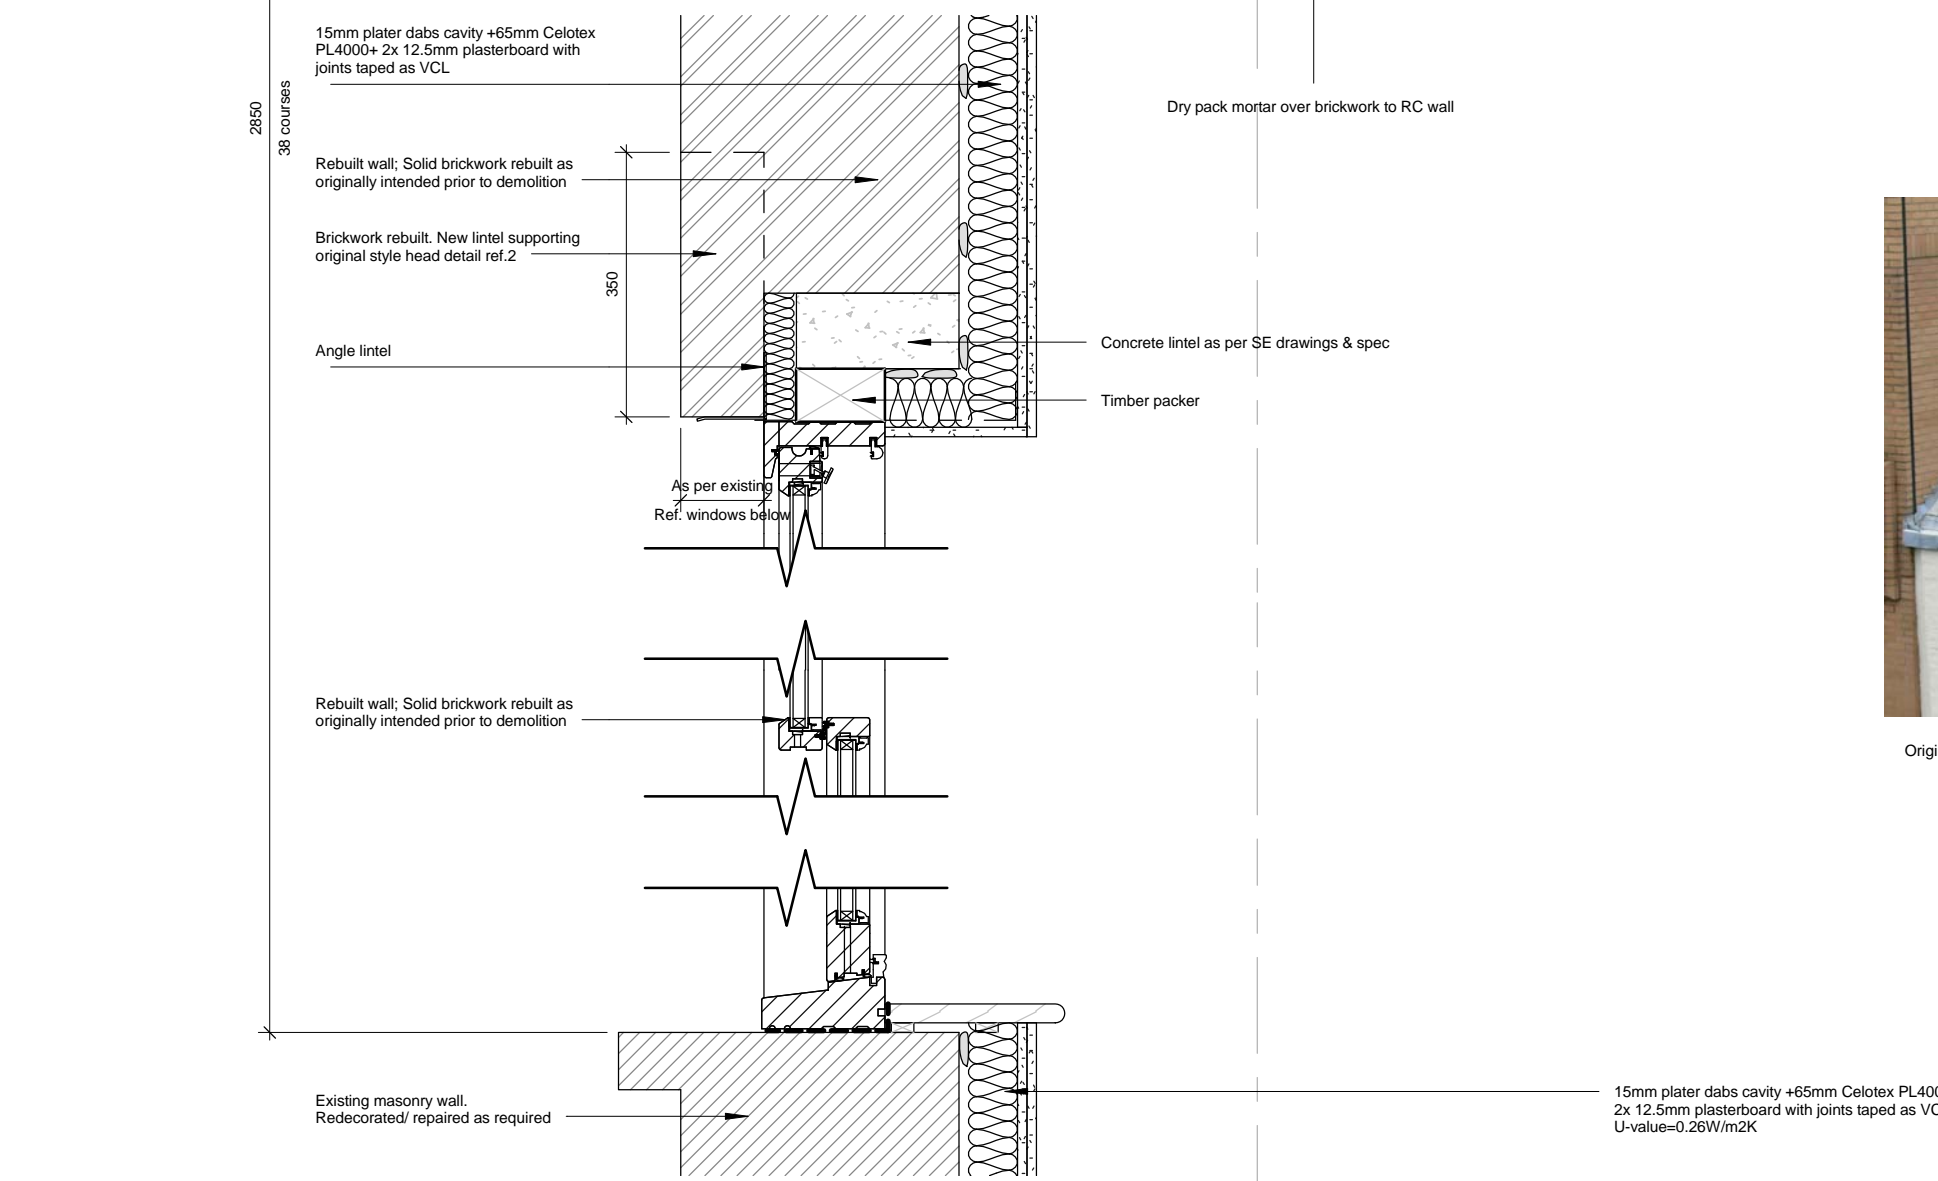 15mm plater dabs cavity +65mm Celotex
PL4000+ 2x 12.5mm plasterboard with
joints taped as VCL
2850
38 courses
Dry pack mortar over brickwork to RC wall
Rebuilt wall; Solid brickwork rebuilt as
originally intended prior to demolition
Brickwork rebuilt. New lintel supporting
original style head detail ref.2
350
Angle lintel
Concrete lintel as per SE drawings & spec
Timber packer
As per existing
Ref. windows below
Rebuilt wall; Solid brickwork rebuilt as
originally intended prior to demolition
Origi
Existing masonry wall.
Redecorated/ repaired as required
15mm plater dabs cavity +65mm Celotex PL400
2x 12.5mm plasterboard with joints taped as VC
U-value=0.26W/m2K